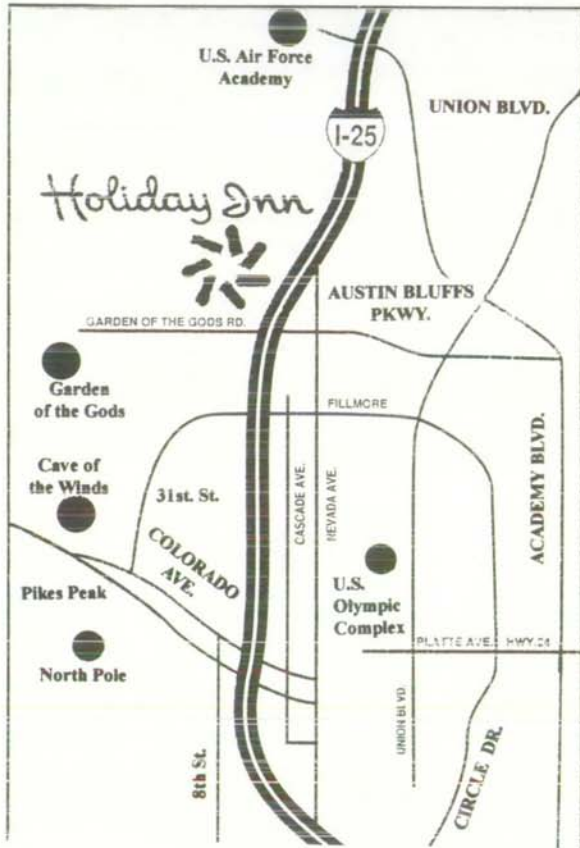 U.S. Air Force
Academy
UNION BLVD.
I-25
Holiday Inn
AUSTIN BLUFFS
PKWY.
GARDEN OF THE GODS RD.
Garden
of the Gods
FILLMORE
Cave of
the Winds
31st. St.
CASCADE AVE.
NEVADA AVE.
ACADEMY BLVD.
COLORADO
AVE.
U.S.
Olympic
Complex
Pikes Peak
PLATTE AVE. HWY.24
North Pole
UNION BLVD.
8th St.
CIRCLE DR.